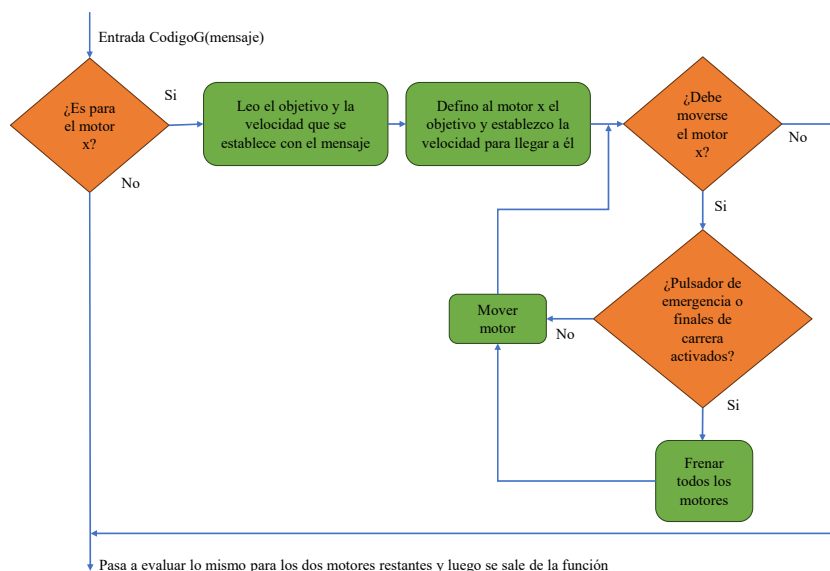 Entrada CodigoG(mensaje)
¿Es para
el motor
x?
Si
No
Leo el objetivo y la
velocidad que se
establece con el mensaje
Defino al motor x el
objetivo y establezco la
velocidad para llegar a él
¿Debe
moverse
el motor
x?
No
Si
¿Pulsador de
emergencia o
finales de
carrera
activados?
No
Mover
motor
Si
Frenar
todos los
motores
Pasa a evaluar lo mismo para los dos motores restantes y luego se sale de la función